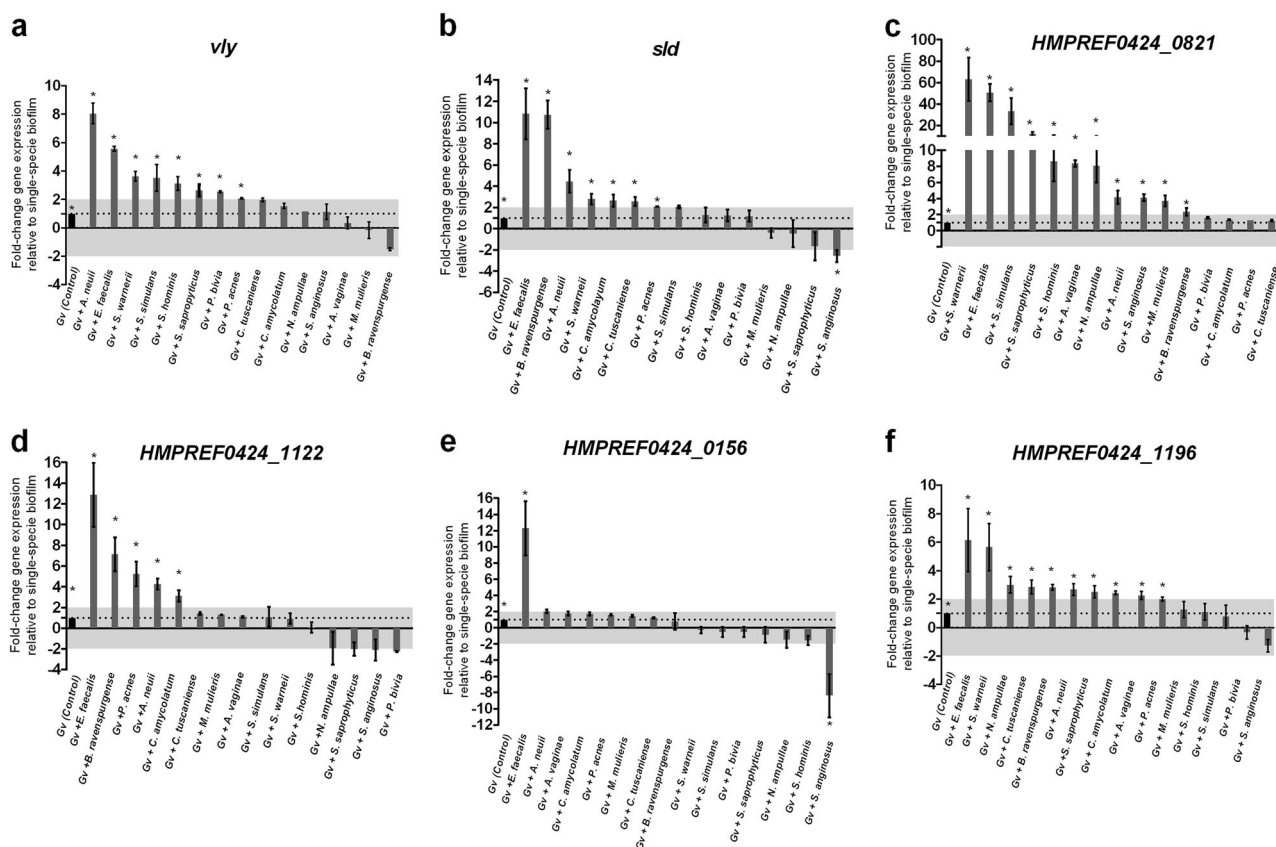 a
vly
Fold-change gene expression
relative to single-specie biofilm
10
8
6
4
2
0
-2
-4
*
*
*
*
*
*
*
*
*
Gv (Control)
Gv + A. neuii
Gv + E. faecalis
Gv + S. warnerii
Gv + S. simulans
Gv + S. hominis
Gv + S. sapropyticus
Gv + P. bivia
Gv + P. acnes
Gv + C. tuscaniense
Gv + C. amycolatum
Gv + N. ampullae
Gv + S. anginosus
Gv + A. vaginae
Gv + M. mulieris
Gv + B. ravenspurgense
b
sld
Fold-change gene expression
relative to single-specie biofilm
14
12
10
8
6
4
2
0
-2
-4
-6
*
*
*
*
*
*
*
*
*
Gv (Control)
Gv + E. faecalis
Gv + B. ravenspurgense
Gv + A. neuii
Gv + S. warneii
Gv + C. amycolayum
Gv + C. tuscaniense
Gv + P. acnes
Gv + S. simulans
Gv + S. hominis
Gv + A. vaginae
Gv + P. bivia
Gv + M. mulieris
Gv + N. ampullae
Gv + S. saprophyticus
Gv + S. anginosus
c
HMPREF0424_0821
Fold-change gene expression
relative to single-specie biofilm
100
80
60
40
20
10
8
6
4
2
0
*
*
*
*
*
*
*
*
*
*
*
*
Gv (Control)
Gv +S. warnerii
Gv + E. faecalis
Gv + S. simulans
Gv + S. saprophyticus
Gv + S. hominis
Gv + A. vaginae
Gv + N. ampullae
Gv + A. neuii
Gv + S. anginosus
Gv +M. mulieris
Gv + B. ravenspurgense
Gv + P. bivia
Gv + C. amycolatum
Gv + P. acnes
Gv + C. tuscaniense
d
HMPREF0424_1122
Fold-change gene expression
relative to single-specie biofilm
16
14
12
10
8
6
4
2
0
-2
-4
*
*
*
*
*
*
Gv (Control)
Gv +E. faecalis
Gv +B. ravenspurgense
Gv +P. acnes
Gv +A. neuii
Gv + C. amycolatum
Gv + C. tuscaniense
Gv + M. mulieris
Gv + A. vaginae
Gv + S. simulans
Gv + S. warneii
Gv + S.hominis
Gv +N. ampullae
Gv + S. saprophyticus
Gv + S. anginosus
Gv + P. bivia
e
HMPREF0424_0156
Fold-change gene expression
relative to single-specie biofilm
16
14
12
10
8
6
4
2
0
-2
-4
-6
-8
-10
-12
*
*
*
Gv (Control)
Gv +E. faecalis
Gv + A. neuii
Gv + A. vaginae
Gv + C. amycolatum
Gv + P. acnes
Gv + M. mulieris
Gv + C. tuscaniense
Gv + B. ravenspurgense
Gv + S. warneii
Gv + S. simulans
Gv + P. bivia
Gv + S. saprophyticus
Gv + N. ampullae
Gv + S. hominis
Gv + S. anginosus
f
HMPREF0424_1196
Fold-change gene expression
relative to single-specie biofilm
10
8
6
4
2
0
-2
-4
*
*
*
*
*
*
*
*
*
*
Gv (Control)
Gv + E. faecalis
Gv + S. warneii
Gv + N. ampullae
Gv + C. tuscaniense
Gv + B. ravenspurgense
Gv + A. neuii
Gv +S. saprophyticus
Gv + C. amycolatum
Gv + A. vaginae
Gv + P. acnes
Gv + M. mulieris
Gv + S. hominis
Gv + S. simulans
Gv + P. bivia
Gv + S. anginosus